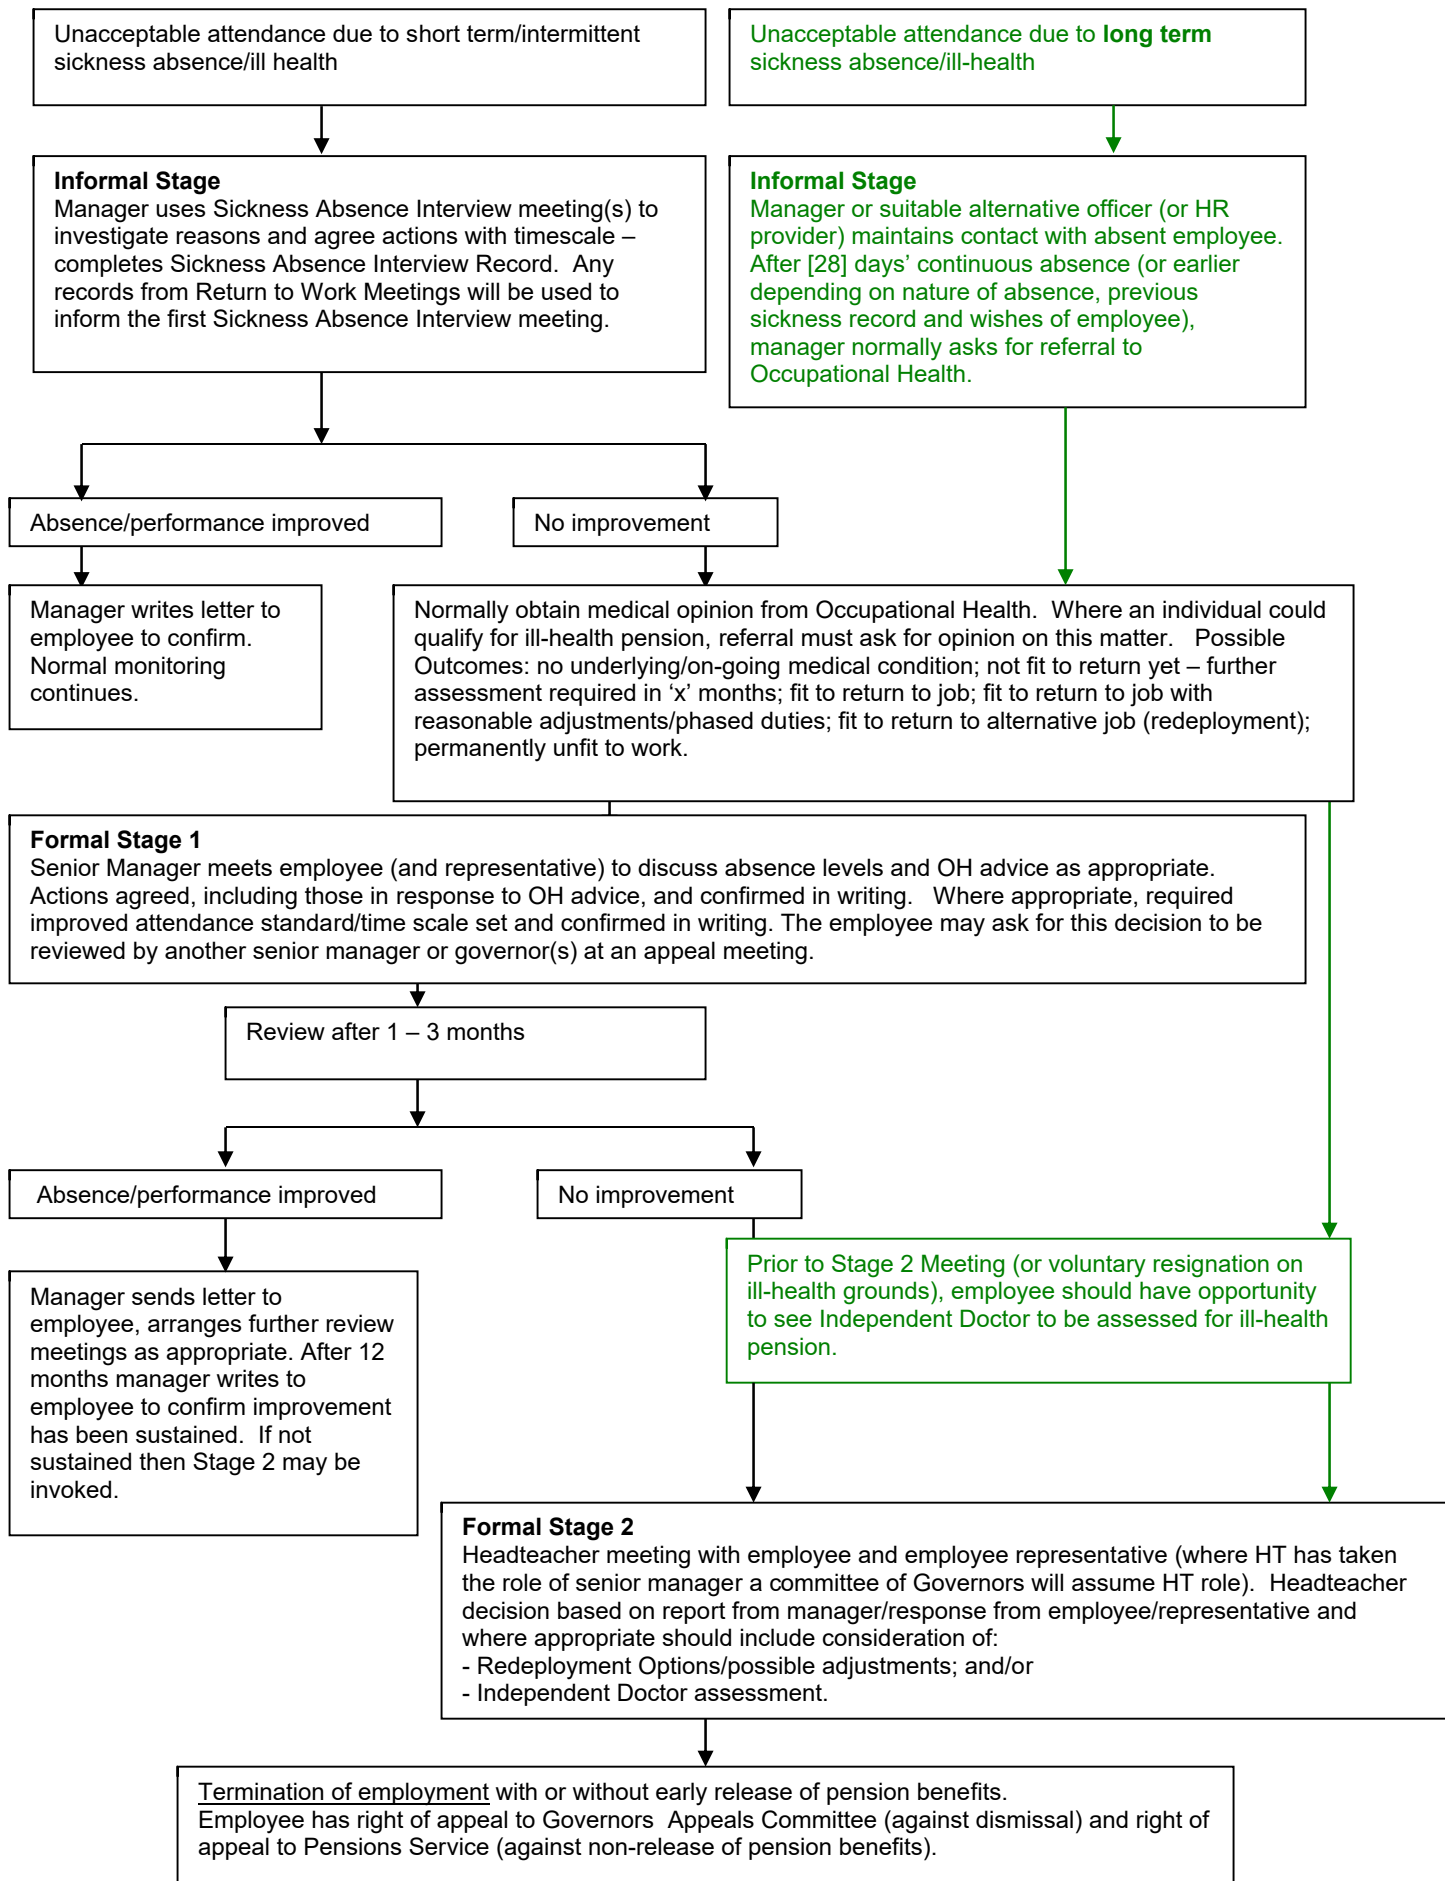 Unacceptable attendance due to short term/intermittent
sickness absence/ill health
Unacceptable attendance due to long term
sickness absence/ill-health
Informal Stage
Manager uses Sickness Absence Interview meeting(s) to
investigate reasons and agree actions with timescale –
completes Sickness Absence Interview Record.  Any
records from Return to Work Meetings will be used to
inform the first Sickness Absence Interview meeting.
Informal Stage
Manager or suitable alternative officer (or HR
provider) maintains contact with absent employee.
After [28] days’ continuous absence (or earlier
depending on nature of absence, previous
sickness record and wishes of employee),
manager normally asks for referral to
Occupational Health.
Absence/performance improved
No improvement
Manager writes letter to
employee to confirm.
Normal monitoring
continues.
Normally obtain medical opinion from Occupational Health.  Where an individual could
qualify for ill-health pension, referral must ask for opinion on this matter.   Possible
Outcomes: no underlying/on-going medical condition; not fit to return yet – further
assessment required in ‘x’ months; fit to return to job; fit to return to job with
reasonable adjustments/phased duties; fit to return to alternative job (redeployment);
permanently unfit to work.
Formal Stage 1
Senior Manager meets employee (and representative) to discuss absence levels and OH advice as appropriate.
Actions agreed, including those in response to OH advice, and confirmed in writing.   Where appropriate, required
improved attendance standard/time scale set and confirmed in writing. The employee may ask for this decision to be
reviewed by another senior manager or governor(s) at an appeal meeting.
Review after 1 – 3 months
Absence/performance improved
No improvement
Manager sends letter to
employee, arranges further review
meetings as appropriate. After 12
months manager writes to
employee to confirm improvement
has been sustained.  If not
sustained then Stage 2 may be
invoked.
Prior to Stage 2 Meeting (or voluntary resignation on
ill-health grounds), employee should have opportunity
to see Independent Doctor to be assessed for ill-health
pension.
Formal Stage 2
Headteacher meeting with employee and employee representative (where HT has taken
the role of senior manager a committee of Governors will assume HT role).  Headteacher
decision based on report from manager/response from employee/representative and
where appropriate should include consideration of:
- Redeployment Options/possible adjustments; and/or
- Independent Doctor assessment.
Termination of employment with or without early release of pension benefits.
Employee has right of appeal to Governors  Appeals Committee (against dismissal) and right of
appeal to Pensions Service (against non-release of pension benefits).